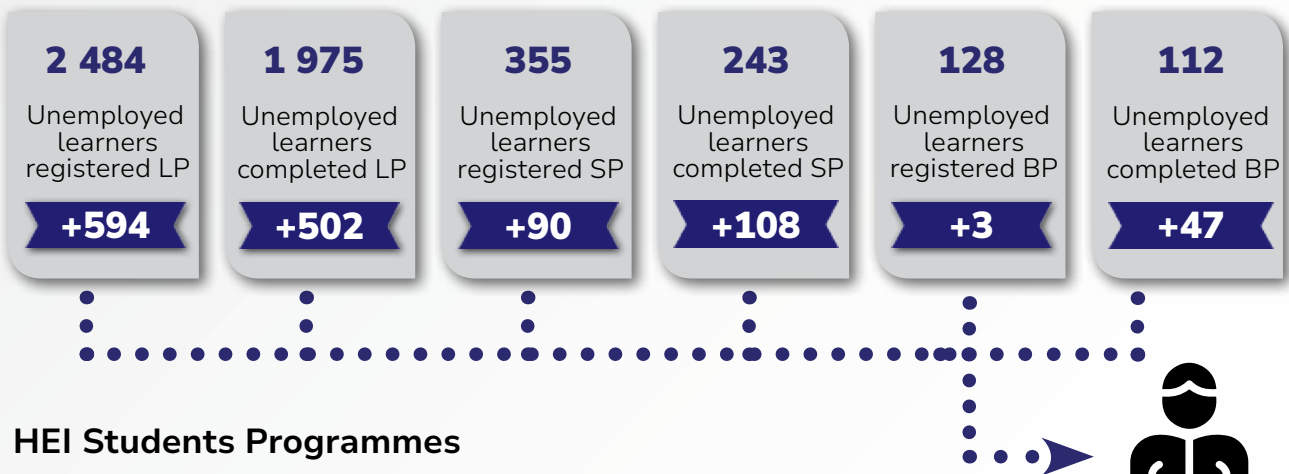 2 484
Unemployed
learners
registered LP
+594
1 975
Unemployed
learners
completed LP
+502
355
Unemployed
learners
registered SP
+90
243
Unemployed
learners
completed SP
+108
128
Unemployed
learners
registered BP
+3
112
Unemployed
learners
completed BP
+47
HEI Students Programmes